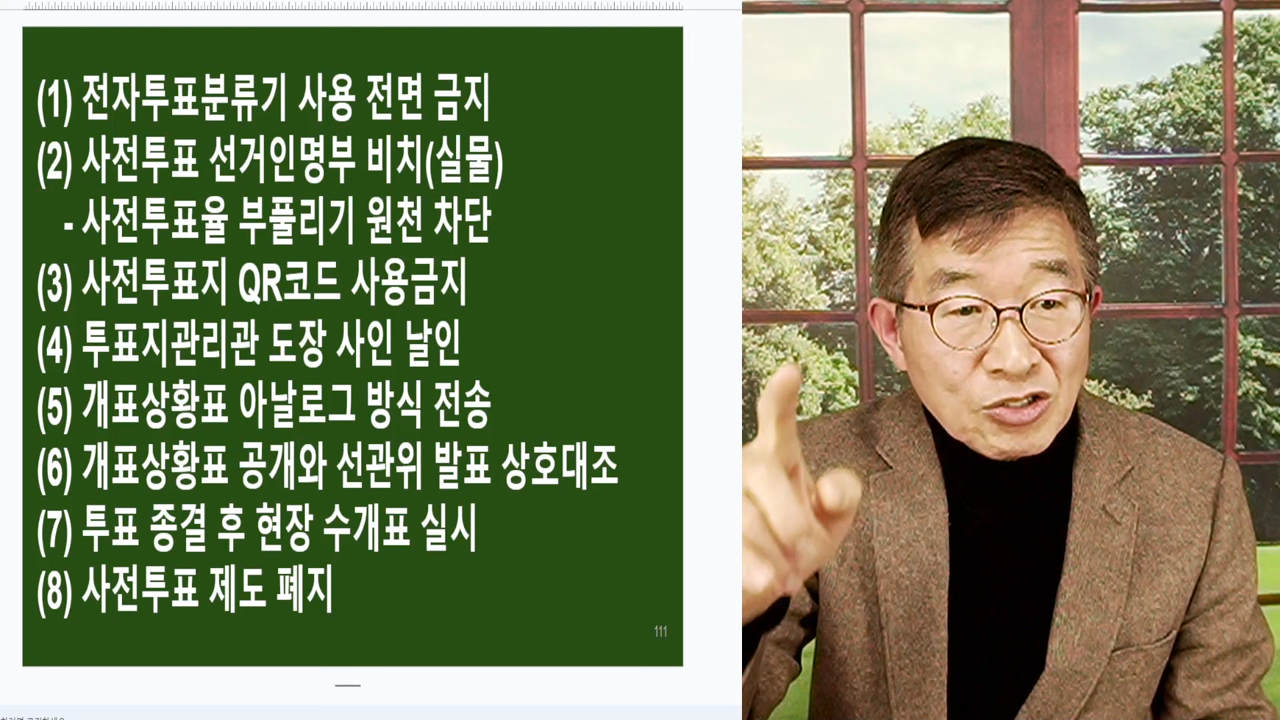 (1) 전자투표분류기 사용 전면 금지
(2) 사전투표 선거인명부 비치(실물)
- 사전투표율 부풀리기 원천 차단
(3) 사전투표지 QR코드 사용금지
(4) 투표지관리관 도장 사인 날인
(5) 개표상황표 아날로그 방식 전송
(6) 개표상황표 공개와 선관위 발표 상호대조
(7) 투표 종결 후 현장 수개표 실시
(8) 사전투표 제도 폐지
111